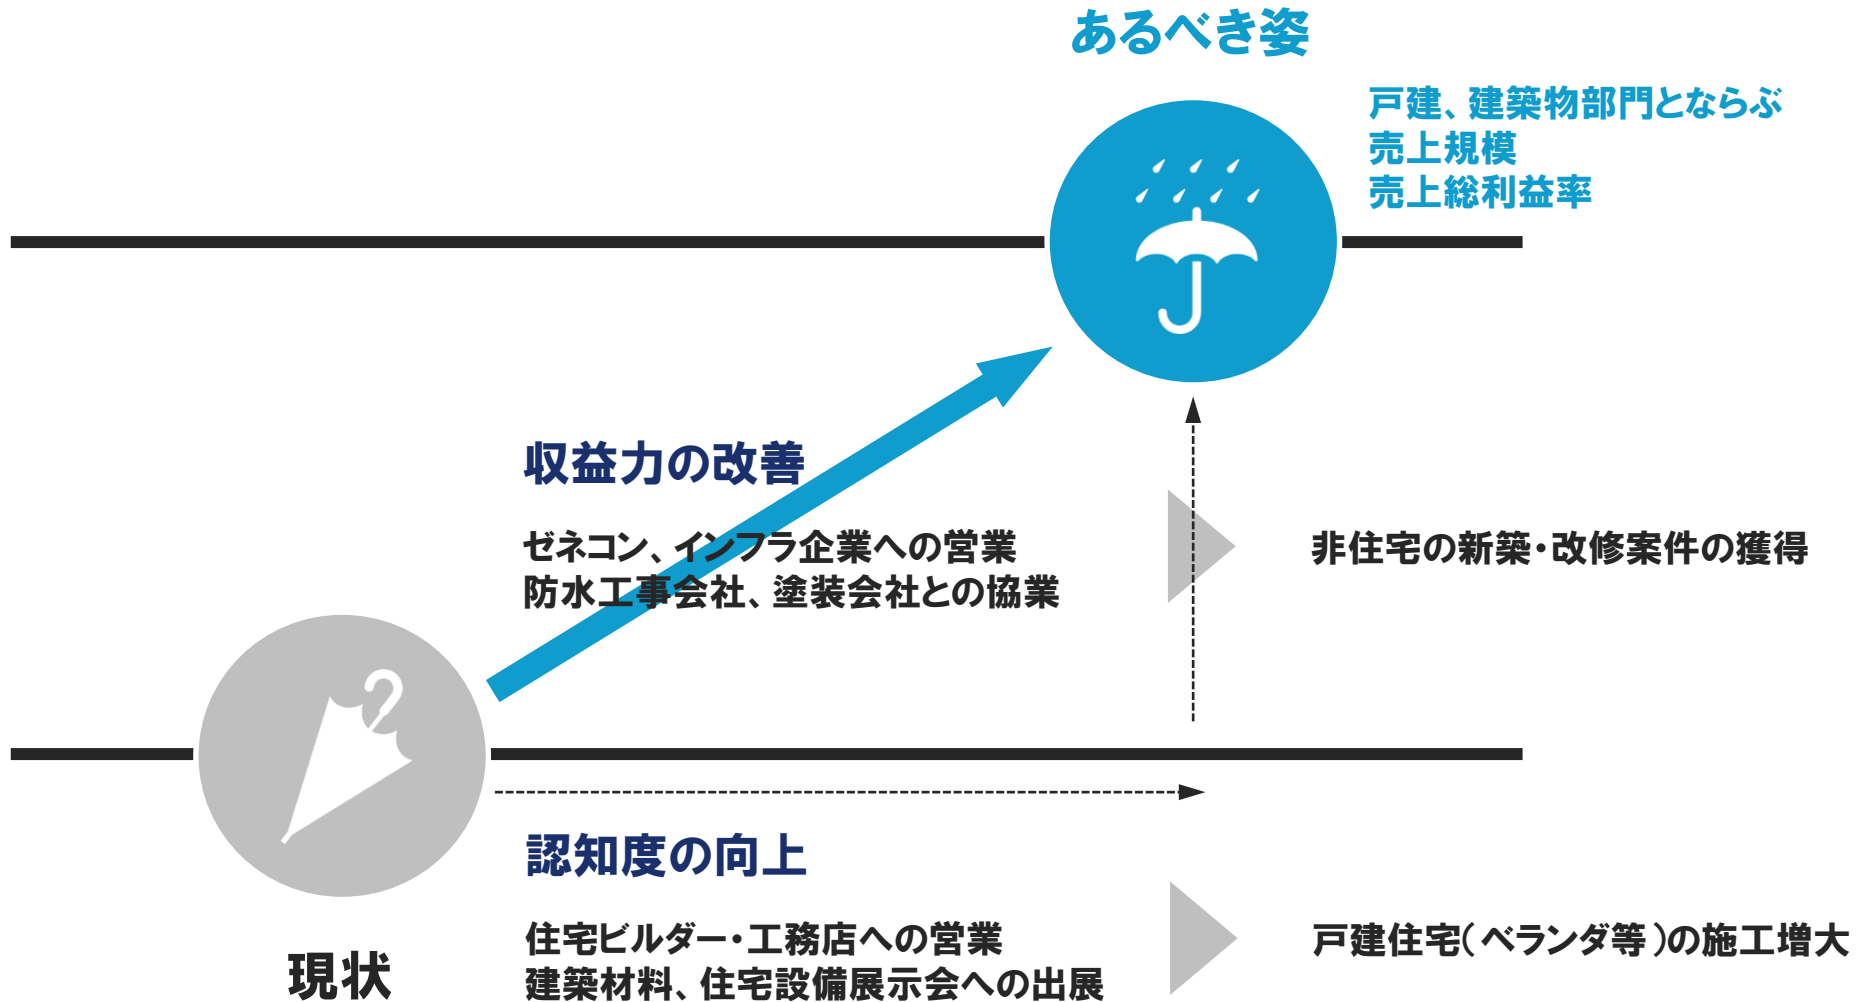 あるべき姿
戸建、建築物部門とならぶ
売上規模
売上総利益率
収益力の改善
ゼネコン、インフラ企業への営業
防水工事会社、塗装会社との協業
非住宅の新築・改修案件の獲得
認知度の向上
住宅ビルダー・工務店への営業
建築材料、住宅設備展示会への出展
戸建住宅(ベランダ等)の施工増大
現状